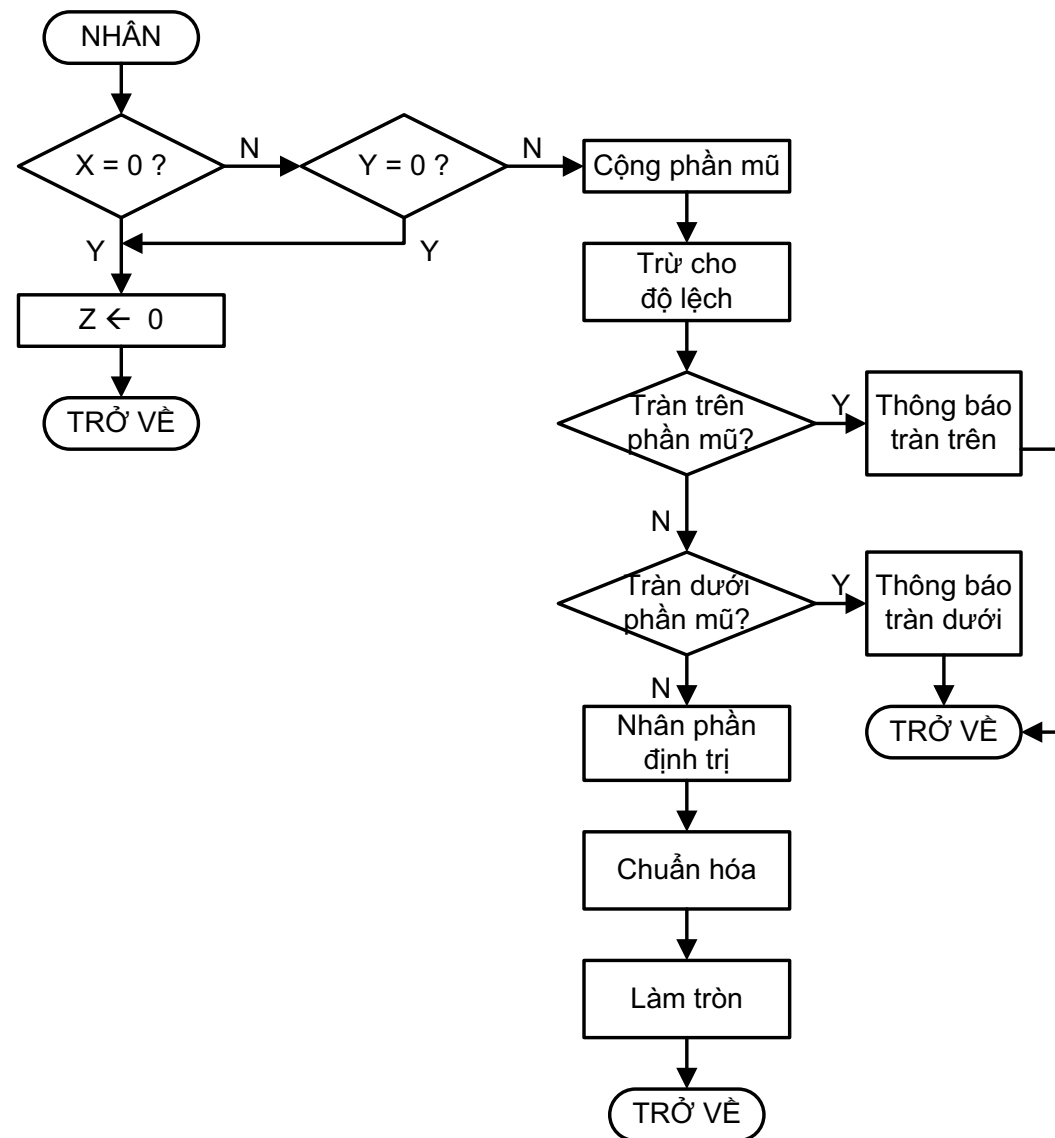 NHÂN
X = 0 ?
N
Y = 0 ?
N
Cộng phần mũ
Y
Y
Trừ cho
độ lệch
Z ← 0
TRỞ VỀ
Tràn trên
phần mũ?
Y
Thông báo
tràn trên
N
Tràn dưới
phần mũ?
Y
Thông báo
tràn dưới
N
Nhân phần
định trị
TRỞ VỀ
Chuẩn hóa
Làm tròn
TRỞ VỀ